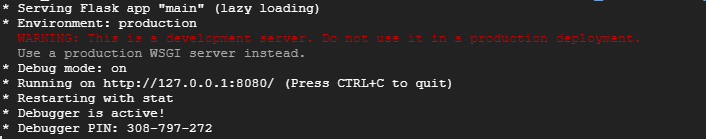 * Serving Flask app "main" (lazy loading)
* Environment: production
WARNING: This is a development server. Do not use it in a production deployment.
Use a production WSGI server instead.
* Debug mode: on
* Running on http://127.0.0.1:8080/ (Press CTRL+C to quit)
* Restarting with stat
* Debugger is active!
* Debugger PIN: 308-797-272